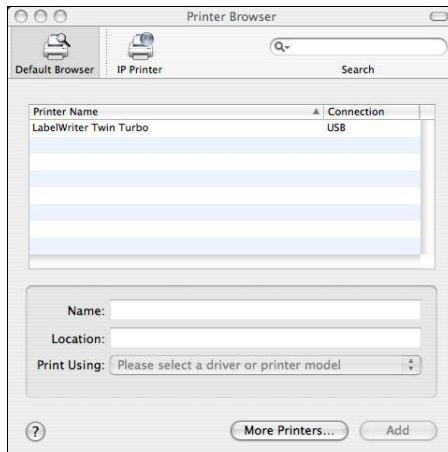 Printer Browser
Default Browser IP Printer Search
Printer Name Connection
LabelWriter Twin Turbo USB
Name:
Location:
Print Using: Please select a driver or printer model
? More Printers... Add